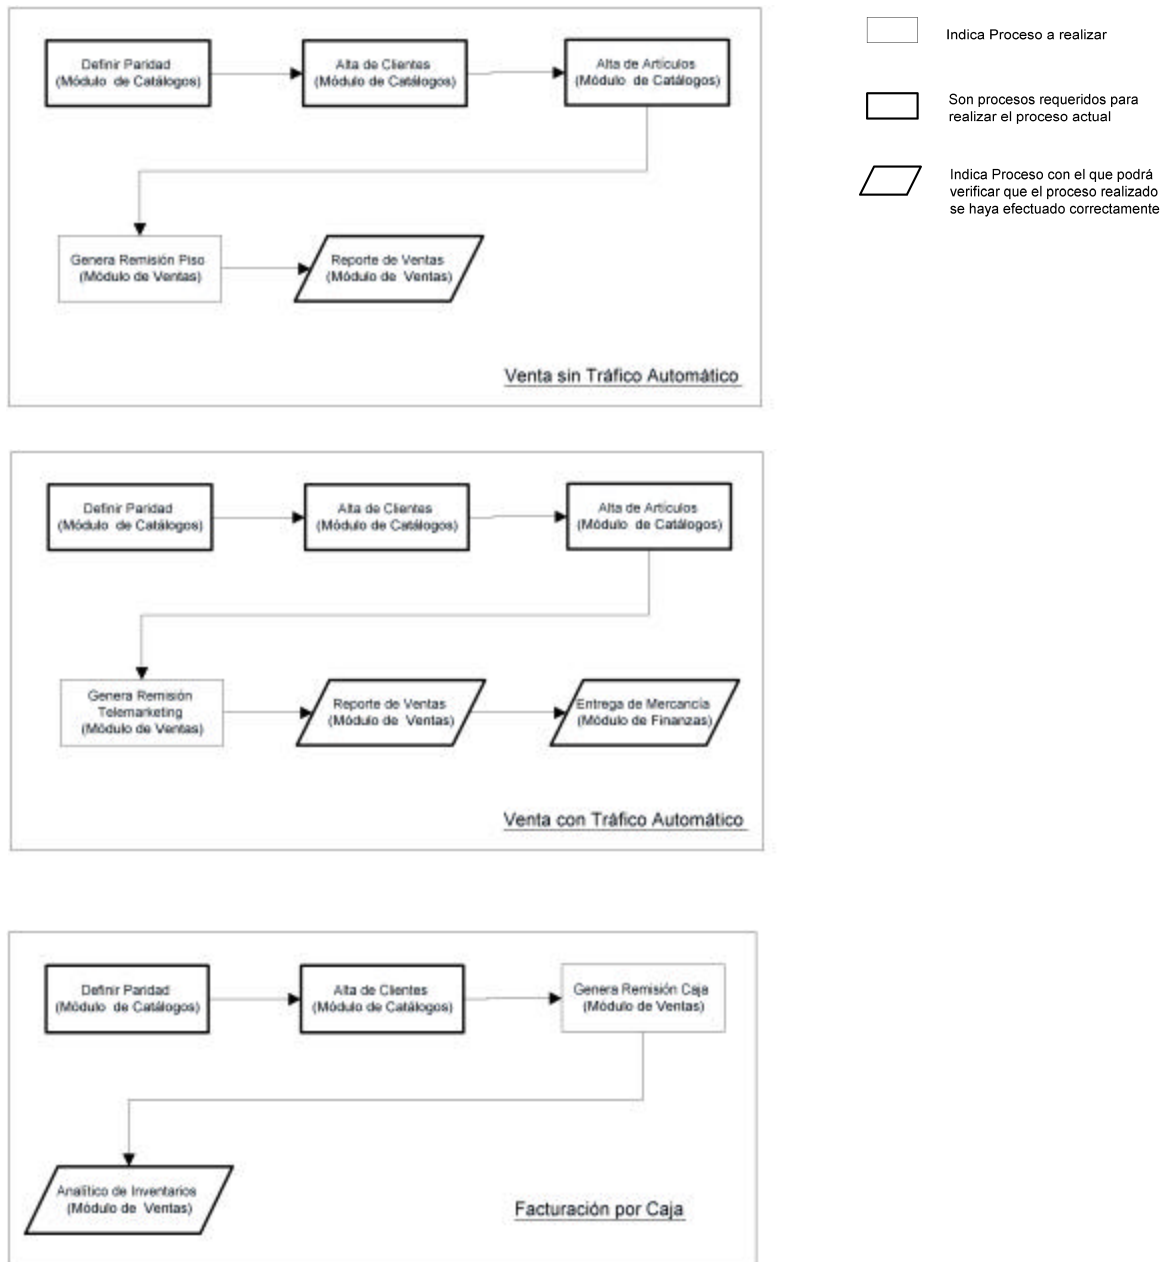 Definir Paridad
(Módulo de Catálogos)
Alta de Clientes
(Módulo de Catálogos)
Alta de Artículos
(Módulo de Catálogos)
Genera Remisión Piso
(Módulo de Ventas)
Reporte de Ventas
(Módulo de Ventas)
Venta sin Tráfico Automático
Indica Proceso a realizar
Son procesos requeridos para
realizar el proceso actual
Indica Proceso con el que podrá
verificar que el proceso realizado
se haya efectuado correctamente
Definir Paridad
(Módulo de Catálogos)
Alta de Clientes
(Módulo de Catálogos)
Alta de Artículos
(Módulo de Catálogos)
Genera Remisión
Telemarketing
(Módulo de Ventas)
Reporte de Ventas
(Módulo de Ventas)
Entrega de Mercancía
(Módulo de Finanzas)
Venta con Tráfico Automático
Definir Paridad
(Módulo de Catálogos)
Alta de Clientes
(Módulo de Catálogos)
Genera Remisión Caja
(Módulo de Ventas)
Analítico de Inventarios
(Módulo de Ventas)
Facturación por Caja